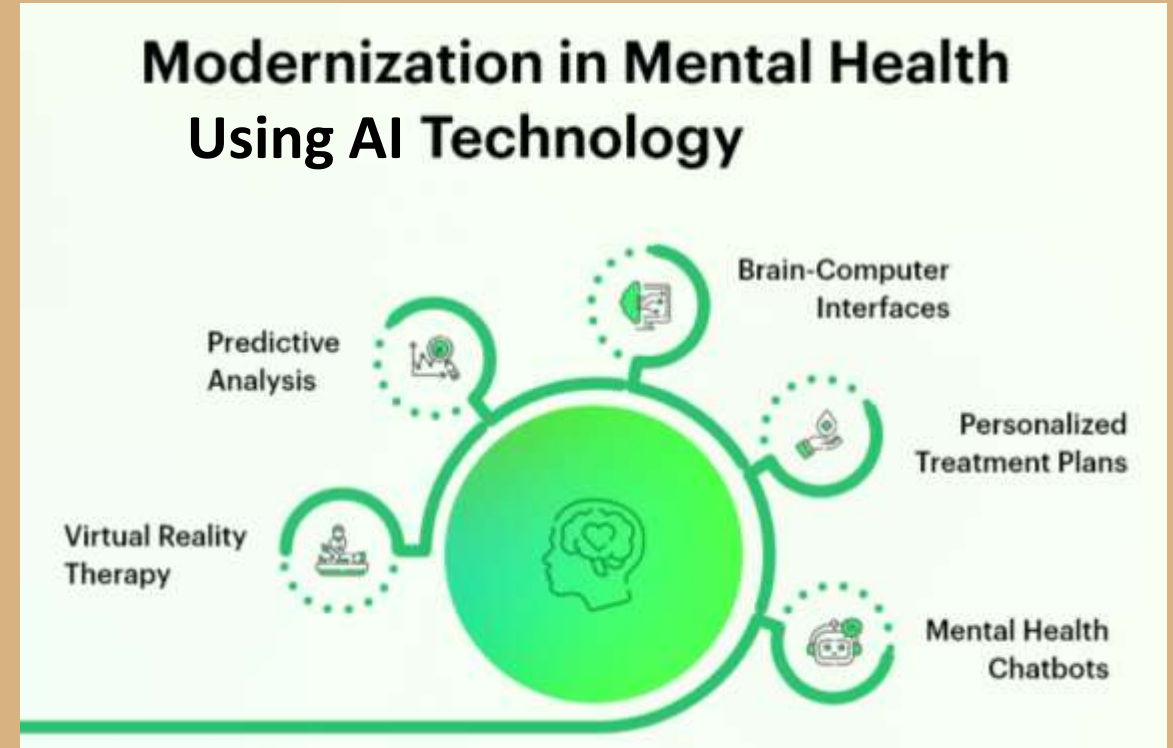 Modernization in Mental Health
Using AI Technology
Brain-Computer
Interfaces
Predictive
Analysis
Personalized
Treatment Plans
Virtual Reality
Therapy
Mental Health
Chatbots